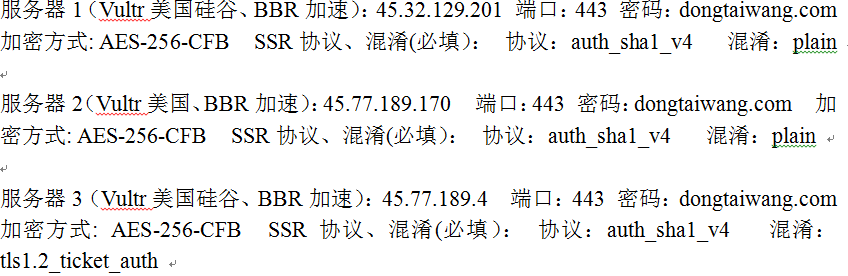 服务器 1（Vultr 美国硅谷、BBR 加速）：45.32.129.201 端口：443 密码：dongtaiwang.com
加密方式: AES-256-CFB SSR 协议、混淆(必填)： 协议：auth_sha1_v4 混淆：plain
服务器 2（Vultr 美国、BBR 加速）：45.77.189.170 端口：443 密码：dongtaiwang.com 加
密方式: AES-256-CFB SSR 协议、混淆(必填)： 协议：auth_sha1_v4 混淆：plain
服务器 3（Vultr 美国硅谷、BBR 加速）：45.77.189.4 端口：443 密码：dongtaiwang.com
加密方式: AES-256-CFB SSR 协议、混淆(必填)： 协议：auth_sha1_v4 混淆：
tls1.2_ticket_auth